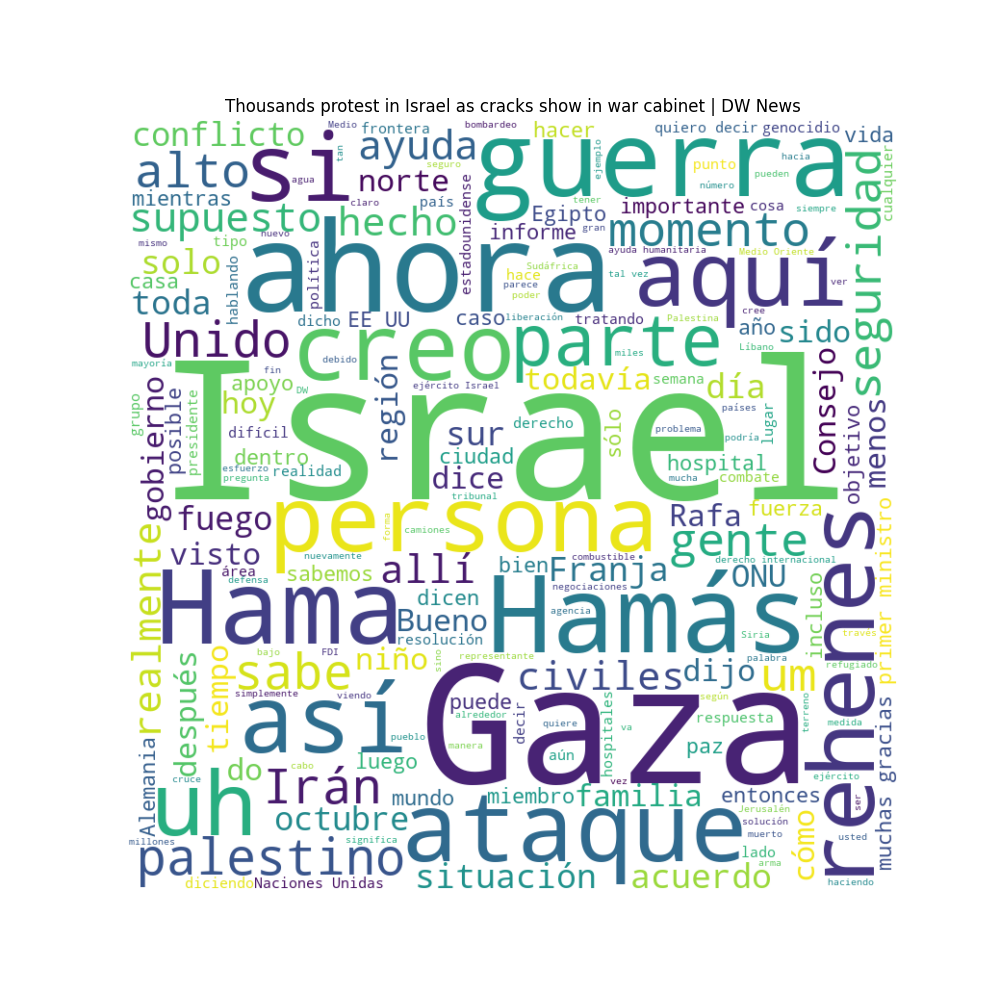 Thousands protest in Israel as cracks show in war cabinet | DW News
conflicto
Medio
frontera
bombardeo
hacer
quiero decir
genocidio
vida
alto
si
tan
ayuda
seguro
guerra
ejemplo
punto
hacia
pueden
cualquier
mientras
agua
norte
claro
país
estadounidense
tener
número
siempre
seguridad
supuesto
hecho
Egipto
importante
cosa
mismo
tipo
nuevo
informe
gran
momento
solo
hablando
política
ahora
hace
Sudáfrica
ayuda humanitaria
tal vez
Medio Oriente
aquí
ver
casa
toda
parece
poder
dicho
EE UU
caso
liberación
tratando
Palestina
cree
año
sido
Unido
creo
parte
debido
miles
Líbano
mayoría
fin
región
ejército Israel
todavía
semana
día
Consejo
grupo
gobierno
posible
presidente
apoyo
DW
hoy
países
lugar
objetivo
menos
Israel
difícil
sur
derecho
sólo
problema
podría
dentro
ciudad
hospital
esfuerzo
realidad
pregunta
dice
mucha
combate
tribunal
fuego
persona
Rafa
fuerza
forma
camiones
gente
realmente
visto
nuevamente
combustible
derecho internacional
rehenes
primer ministro
área
defensa
sabemos
allí
bien
Franja
ONU
negociaciones
incluso
Hama
dicen
Hamás
agencia
Bueno
resolución
Siria
través
bajo
FDI
sino
representante
palabra
refugiado
después
tiempo
sabe
niño
civiles
dijo
um
simplemente
viendo
puede
quiere
según
terreno
medida
así
alrededor
decir
Gaza
respuesta
pueblo
hospitales
va
manera
aún
paz
Alemania
cruce
do
cabo
luego
vez
ejército
muchas gracias
uh
Irán
mundo
miembro
familia
entonces
ser
octubre
ataque
Jerusalén
solución
usted
millones
significa
muerto
cómo
palestino
lado
diciendo
Naciones Unidas
situación
acuerdo
arma
haciendo